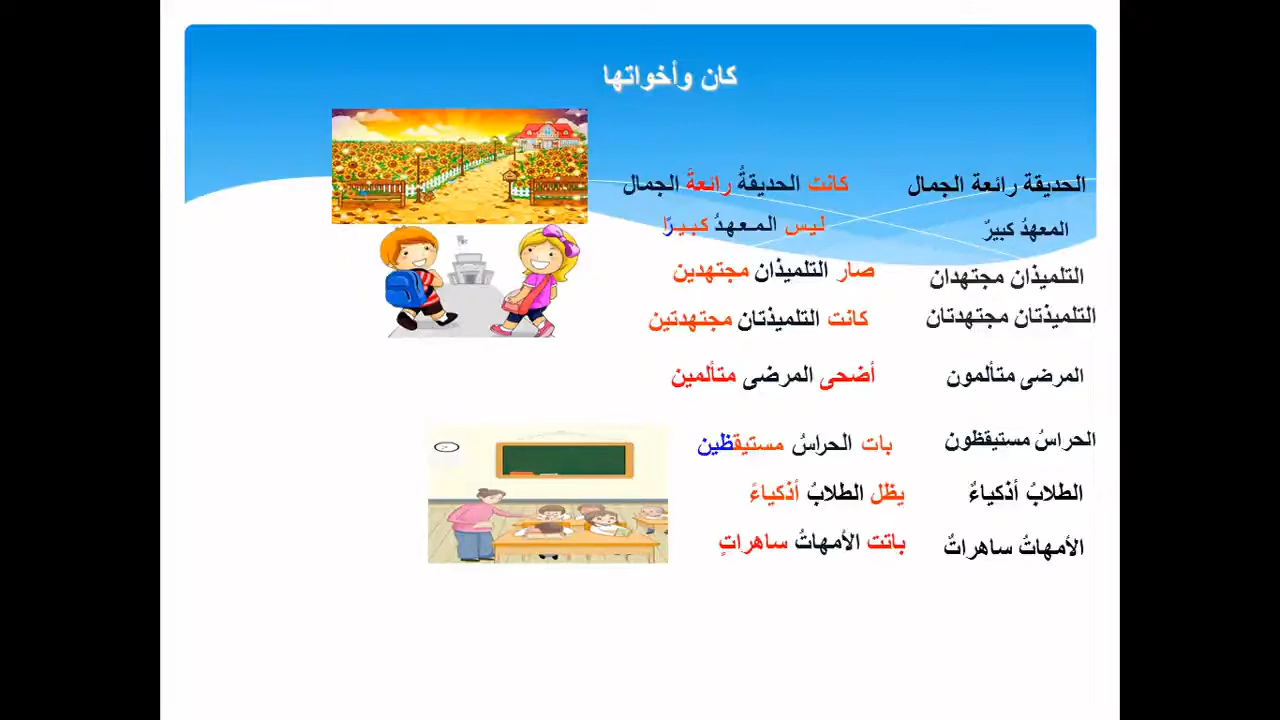 كان وأخواتها
الحديقة رائعة الجمال كانت الحديقةُ رائعةَ الجمال
المعهدُ كبيرٌ ليس المعهدُ كبيرًا
التلميذان مجتهدان صار التلميذان مجتهدين
التلميذتان مجتهدتان كانت التلميذتان مجتهدتين
المرضى متألمون أضحى المرضى متألمين
الحراسُ مستيقظون بات الحراسُ مستيقظين
الطلابُ أذكياءُ يظل الطلابُ أذكياءً
الأمهاتُ ساهراتٌ باتت الأمهاتُ ساهراتٍ